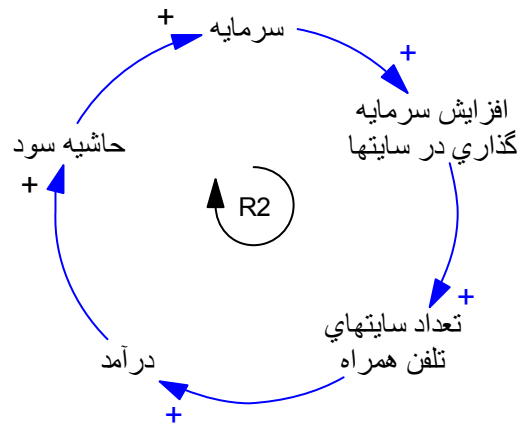 +
سرمايه
+
افزايش سرمايه
گذاري در سايتها
حاشيه سود
+
R2
+
تعداد سايتهاي
تلفن همراه
درآمد
+